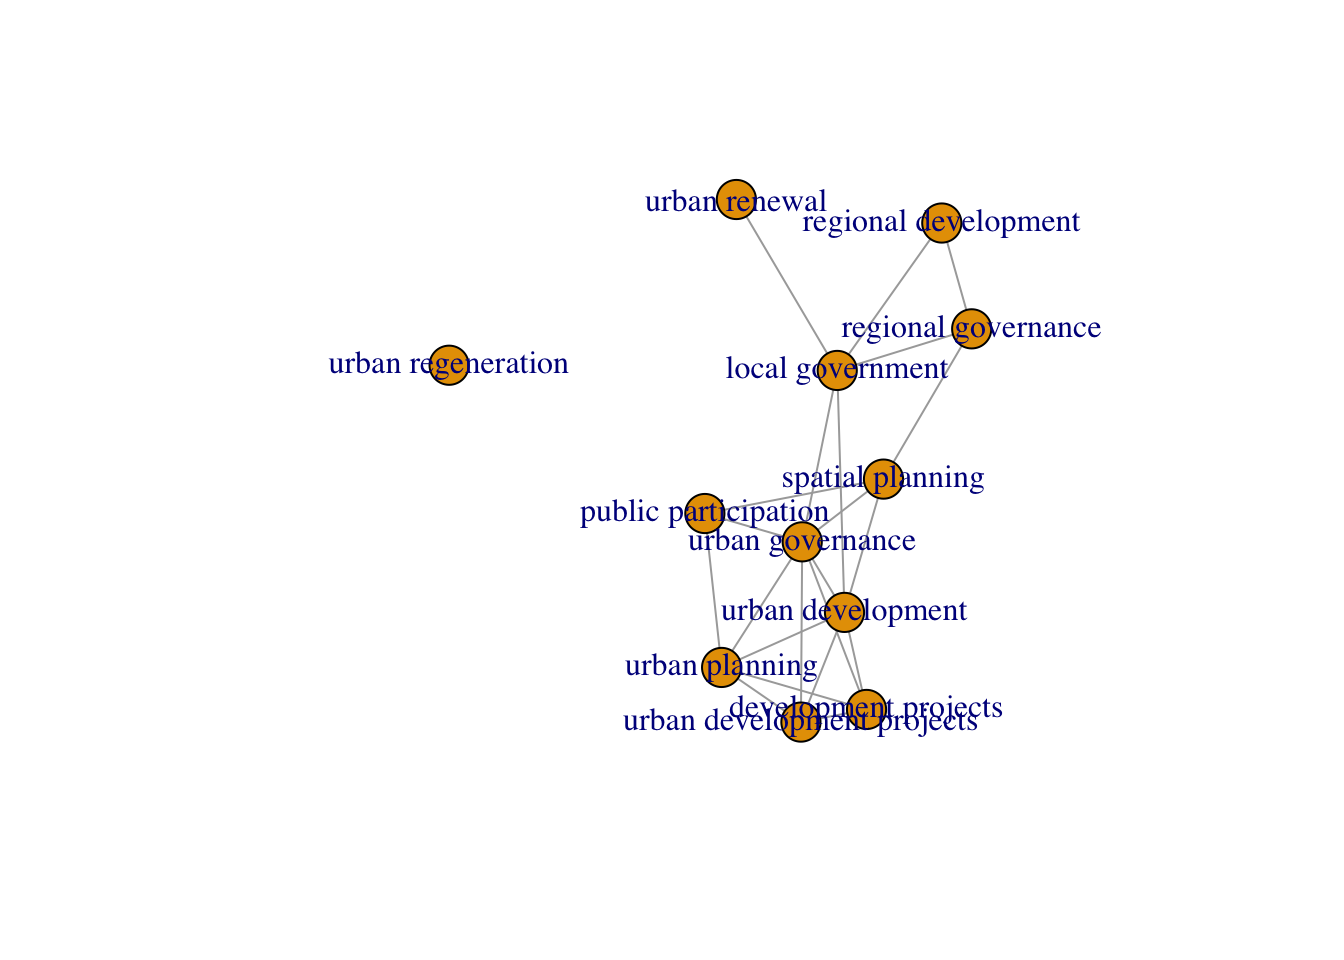 urban renewal
regional development
regional governance
urban regeneration
local government
spatial planning
public participation
urban governance
urban development
urban planning
development projects
urban development projects